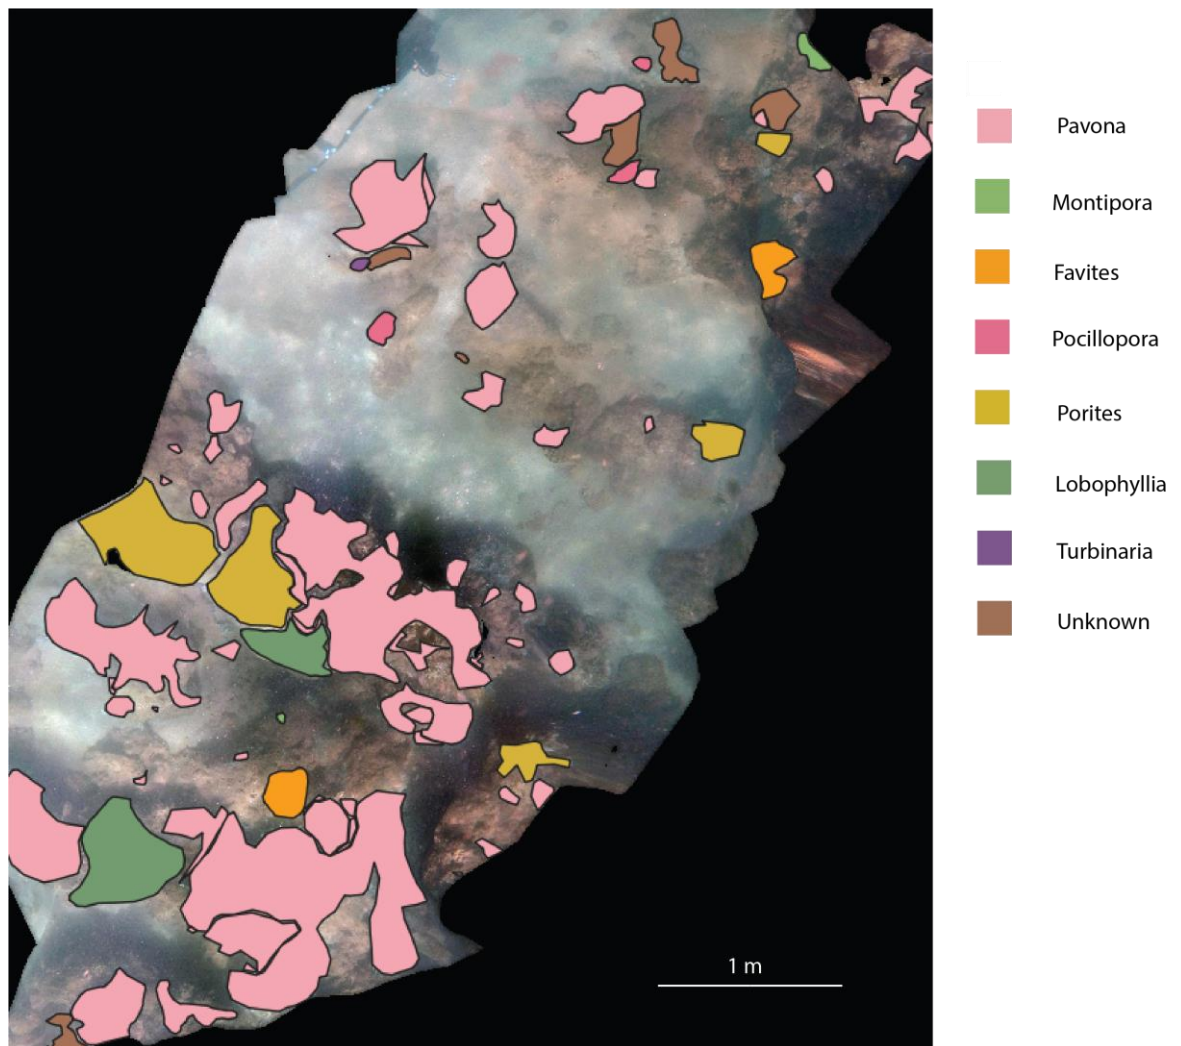 Pavona
Montipora
Favites
Pocillopora
Porites
Lobophyllia
Turbinaria
Unknown
1 m